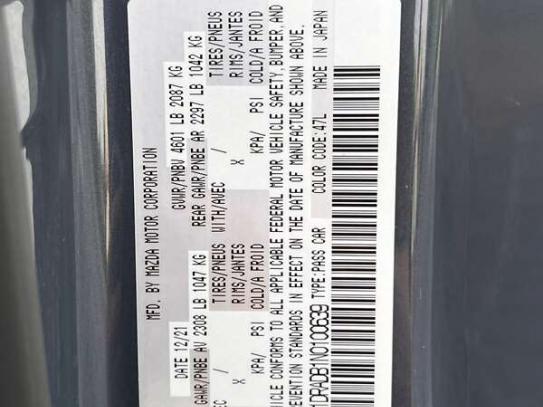 MFD. BY MAZDA MOTOR CORPORATION
DATE 12/21 GVWR/PNBV 4601 LB 2087 KG
GAWR/PNBE AV 2308 LB 1047 KG REAR GAWR/PNBE AR 2297 LB 1042 KG
TIRES/PNEUS WITH/AVEC / TIRES/PNEUS
RIMS/JANTES X RIMS/JANTES
KPA/ PSI COLD/A FROID KPA/ PSI COLD/A FROID
CONFORMS TO ALL APPLICABLE FEDERAL MOTOR VEHICLE SAFETY, BUMPER, AND
STANDARDS IN EFFECT ON THE DATE OF MANUFACTURE SHOWN ABOVE.
1DPADB1N0100639 TYPE:PASS CAR COLOR CODE:47L MADE IN JAPAN